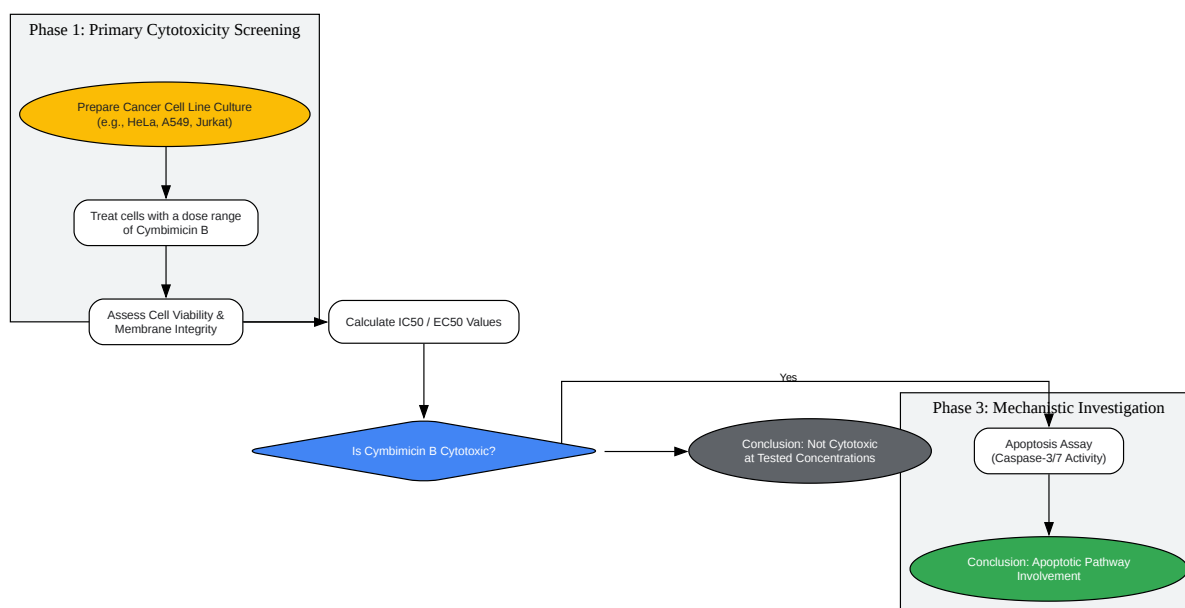 Phase 1: Primary Cytotoxicity Screening
Prepare Cancer Cell Line Culture
(e.g., HeLa, A549, Jurkat)
Treat cells with a dose range
of Cymbimicin B
Assess Cell Viability &
Membrane Integrity
Calculate IC50 / EC50 Values
Is Cymbimicin B Cytotoxic?
Yes
Conclusion: Not Cytotoxic
at Tested Concentrations
Phase 3: Mechanistic Investigation
Apoptosis Assay
(Caspase-3/7 Activity)
Conclusion: Apoptotic Pathway
Involvement